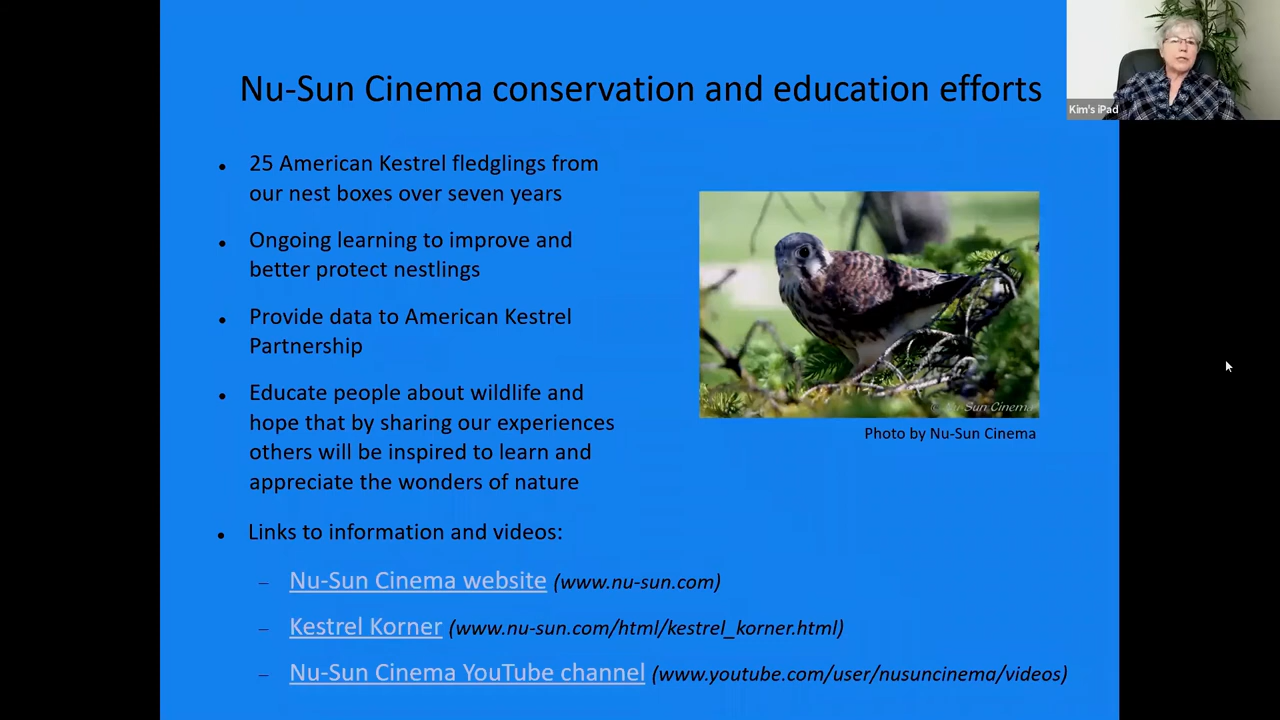 Nu-Sun Cinema conservation and education efforts
Kim's iPad
25 American Kestrel fledglings from
our nest boxes over seven years
Ongoing learning to improve and
better protect nestlings
Provide data to American Kestrel
Partnership
Educate people about wildlife and
hope that by sharing our experiences
others will be inspired to learn and
appreciate the wonders of nature
© Nu-Sun Cinema
Photo by Nu-Sun Cinema
Links to information and videos:
– Nu-Sun Cinema website (www.nu-sun.com)
– Kestrel Korner (www.nu-sun.com/html/kestrel_korner.html)
– Nu-Sun Cinema YouTube channel (www.youtube.com/user/nusuncinema/videos)